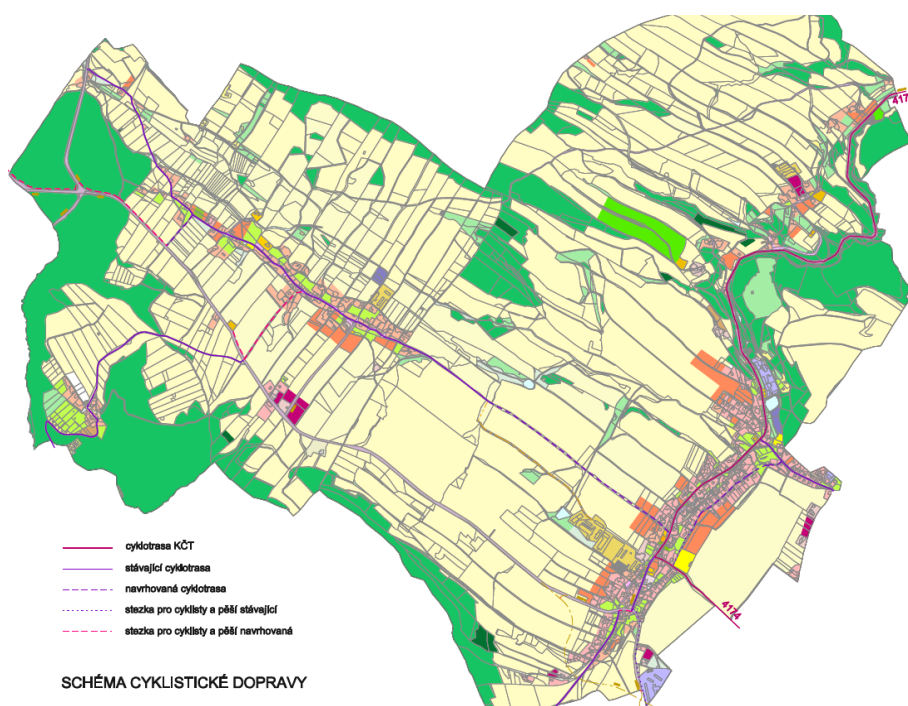 417
cyklotrasa KČT
stávající cyklotrasa
navrhovaná cyklotrasa
stezka pro cyklisty a pěší stávající
stezka pro cyklisty a pěší navrhovaná
4174
SCHÉMA CYKLISTICKÉ DOPRAVY